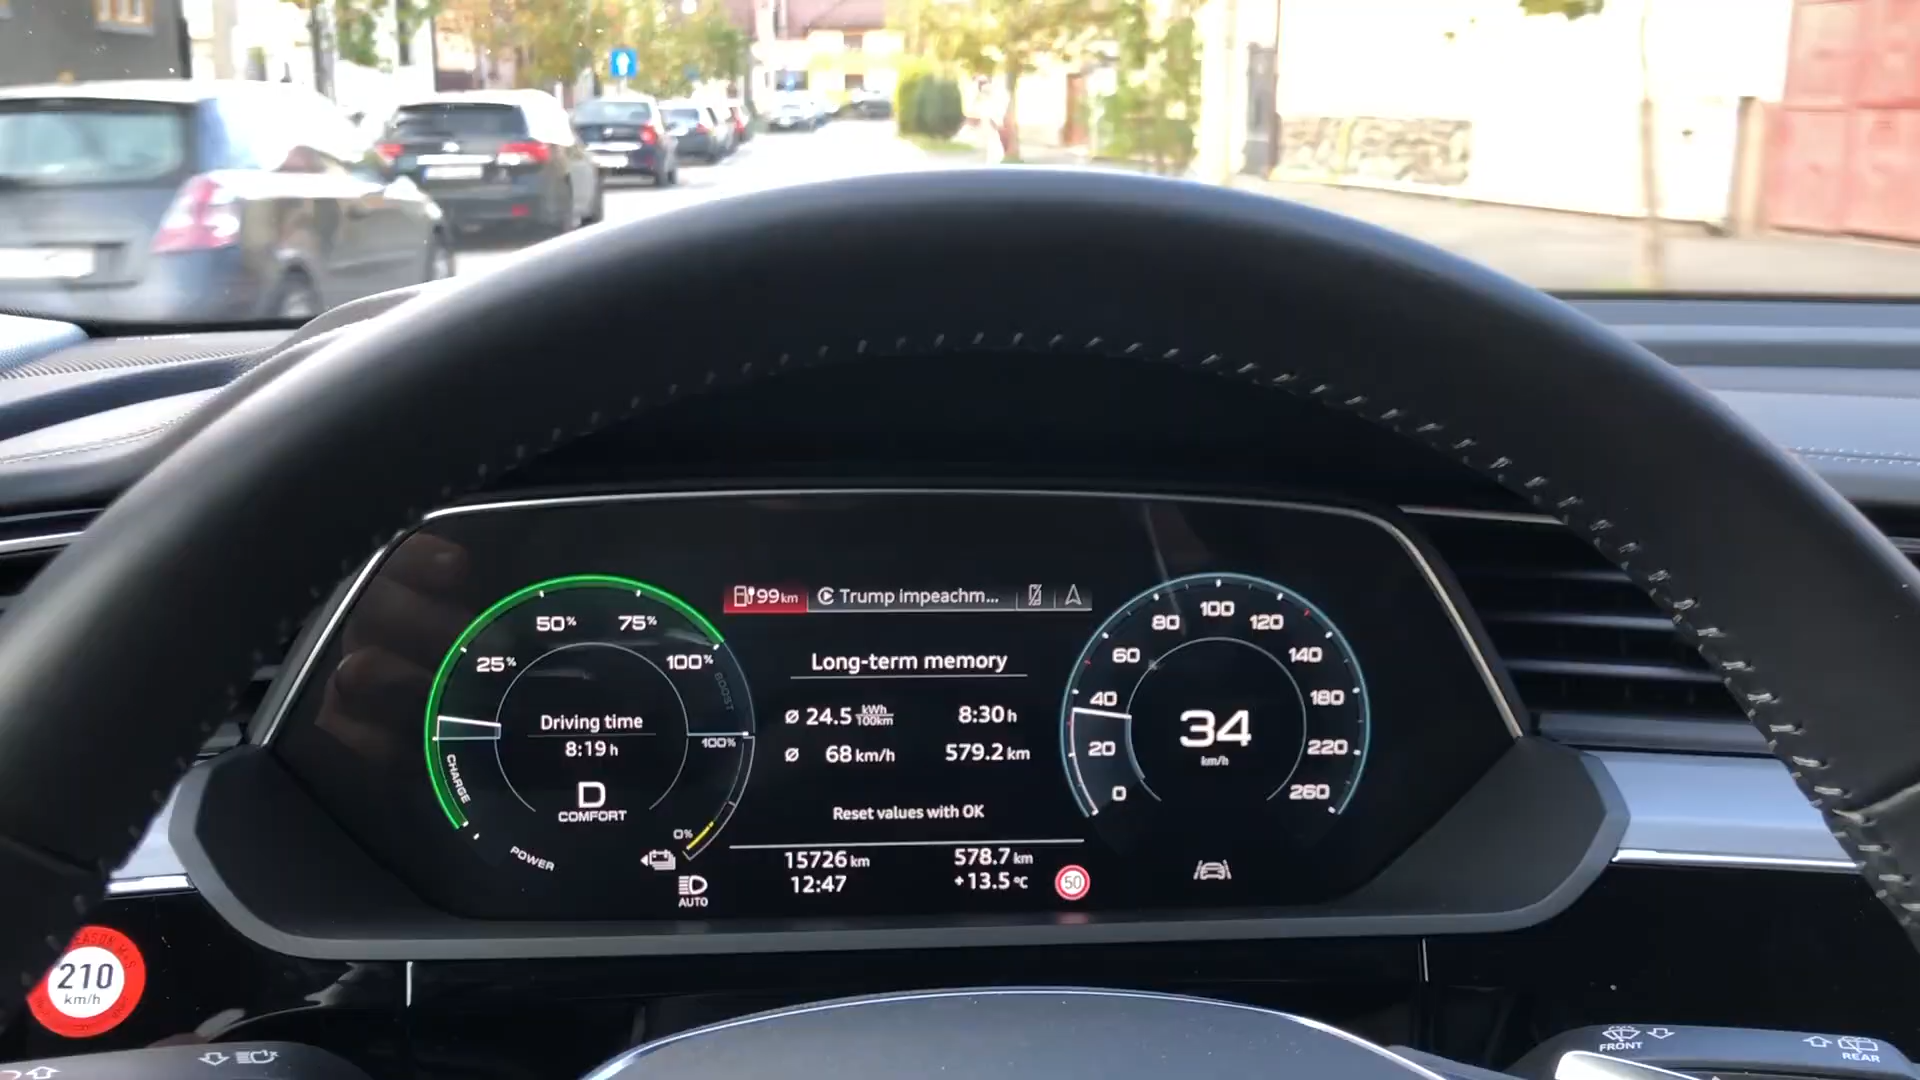 99 km
Trump impeachm...
50%
75%
25%
100%
BOOST
Driving time
8:19 h
100%
CHARGE
D
COMFORT
0%
POWER
AUTO
Long-term memory
Ø 24.5 kWh/100km
8:30 h
Ø 68 km/h
579.2 km
Reset values with OK
15726 km
578.7 km
12:47
+13.5 °C
50
100
80
120
60
140
40
180
34
km/h
20
220
0
260
210
km/h
FRONT
REAR